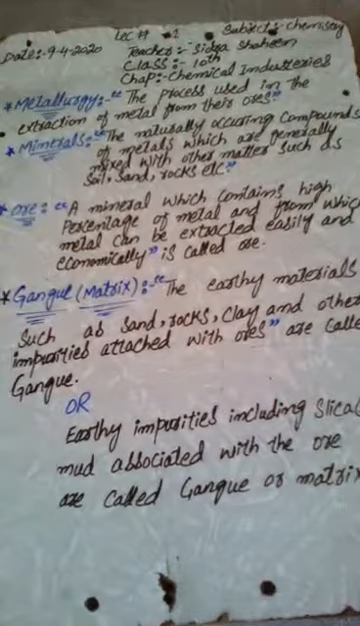 Lec # 1 Subject:- chemistry
Date:- 9-4-2020 Teacher:- Sidra Shaheen
Class:- 10th
Chap:- Chemical Industeries
* Metallurgy:- "The process used in the
extraction of metal from their ores"
* Minerals:- "The naturally occuring compounds
of metals which are generally
mixed with other matter such as
Soil, Sand, rocks etc."
* ore:- "A mineral which contains high
Percentage of metal and from which
metal can be extracted easily and
economically" is called ore.
* Gangue (Matrix):- "The earthy materials
Such as Sand, rocks, clay and other
impurities attached with ores" are calle
Gangue.
OR
Earthy impurities including Slica
mud associated with the ore
are called Gangue or matrix